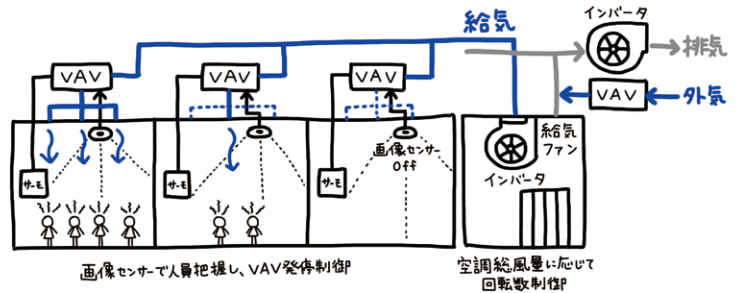 給気
インバータ
排気
外気
VAV
VAV
VAV
VAV
給気
ファン
インバータ
サーモ
サーモ
サーモ
画像センサー
Off
画像センサーで人員把握し、VAV発停制御
空調総風量に応じて
回転数制御